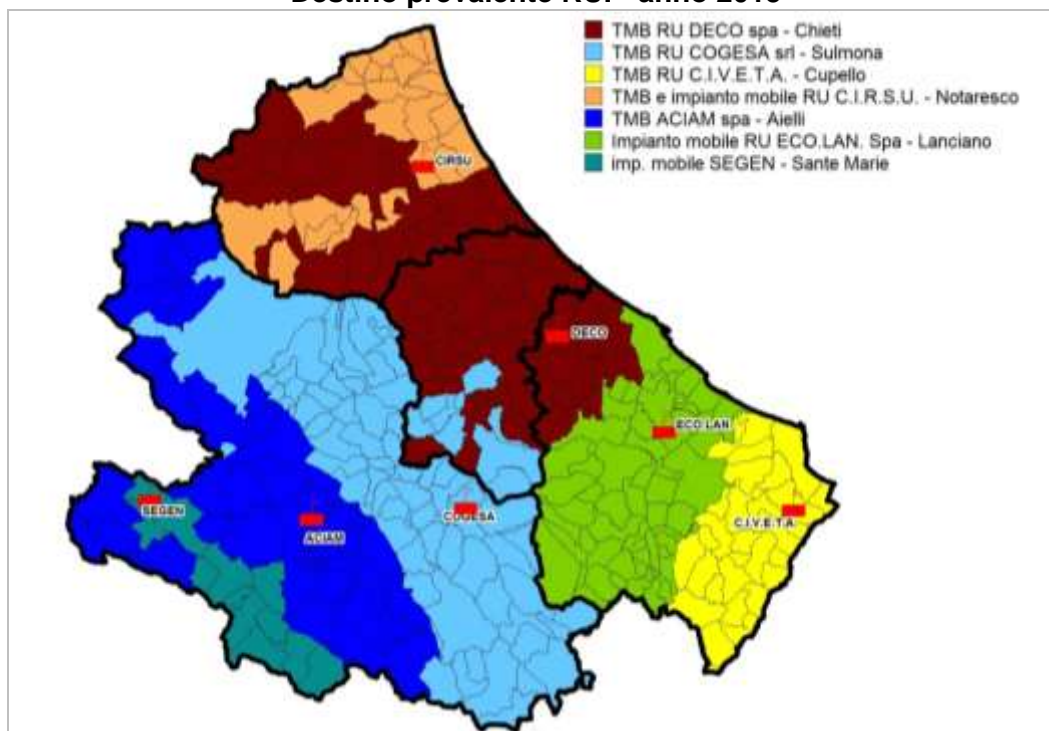 TMB RU DECO spa - Chieti
TMB RU COGESA srl - Sulmona
TMB RU C.I.V.E.T.A. - Cupello
TMB e impianto mobile RU C.I.R.S.U. - Notaresco
TMB ACIAM spa - Aielli
Impianto mobile RU ECO.LAN. Spa - Lanciano
imp. mobile SEGEN - Sante Marie
CIRSU
DECO
ECO.LAN.
SEGEN
COGESA
C.I.V.E.T.A.
ACIAM